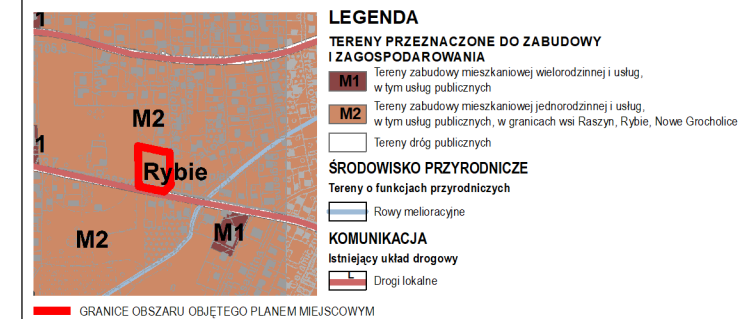 1
M2
1
Rybie
M2
M1
LEGENDA
TERENY PRZEZNACZONE DO ZABUDOWY
I ZAGOSPODAROWANIA
M1
Tereny zabudowy mieszkaniowej wielorodzinnej i usług,
w tym usług publicznych
M2
Tereny zabudowy mieszkaniowej jednorodzinnej i usług,
w tym usług publicznych, w granicach wsi Raszyn, Rybie, Nowe Grocholice
Tereny dróg publicznych
ŚRODOWISKO PRZYRODNICZE
Tereny o funkcjach przyrodniczych
Rowy melioracyjne
KOMUNIKACJA
Istniejący układ drogowy
L
Drogi lokalne
GRANICE OBSZARU OBJĘTEGO PLANEM MIEJSCOWYM